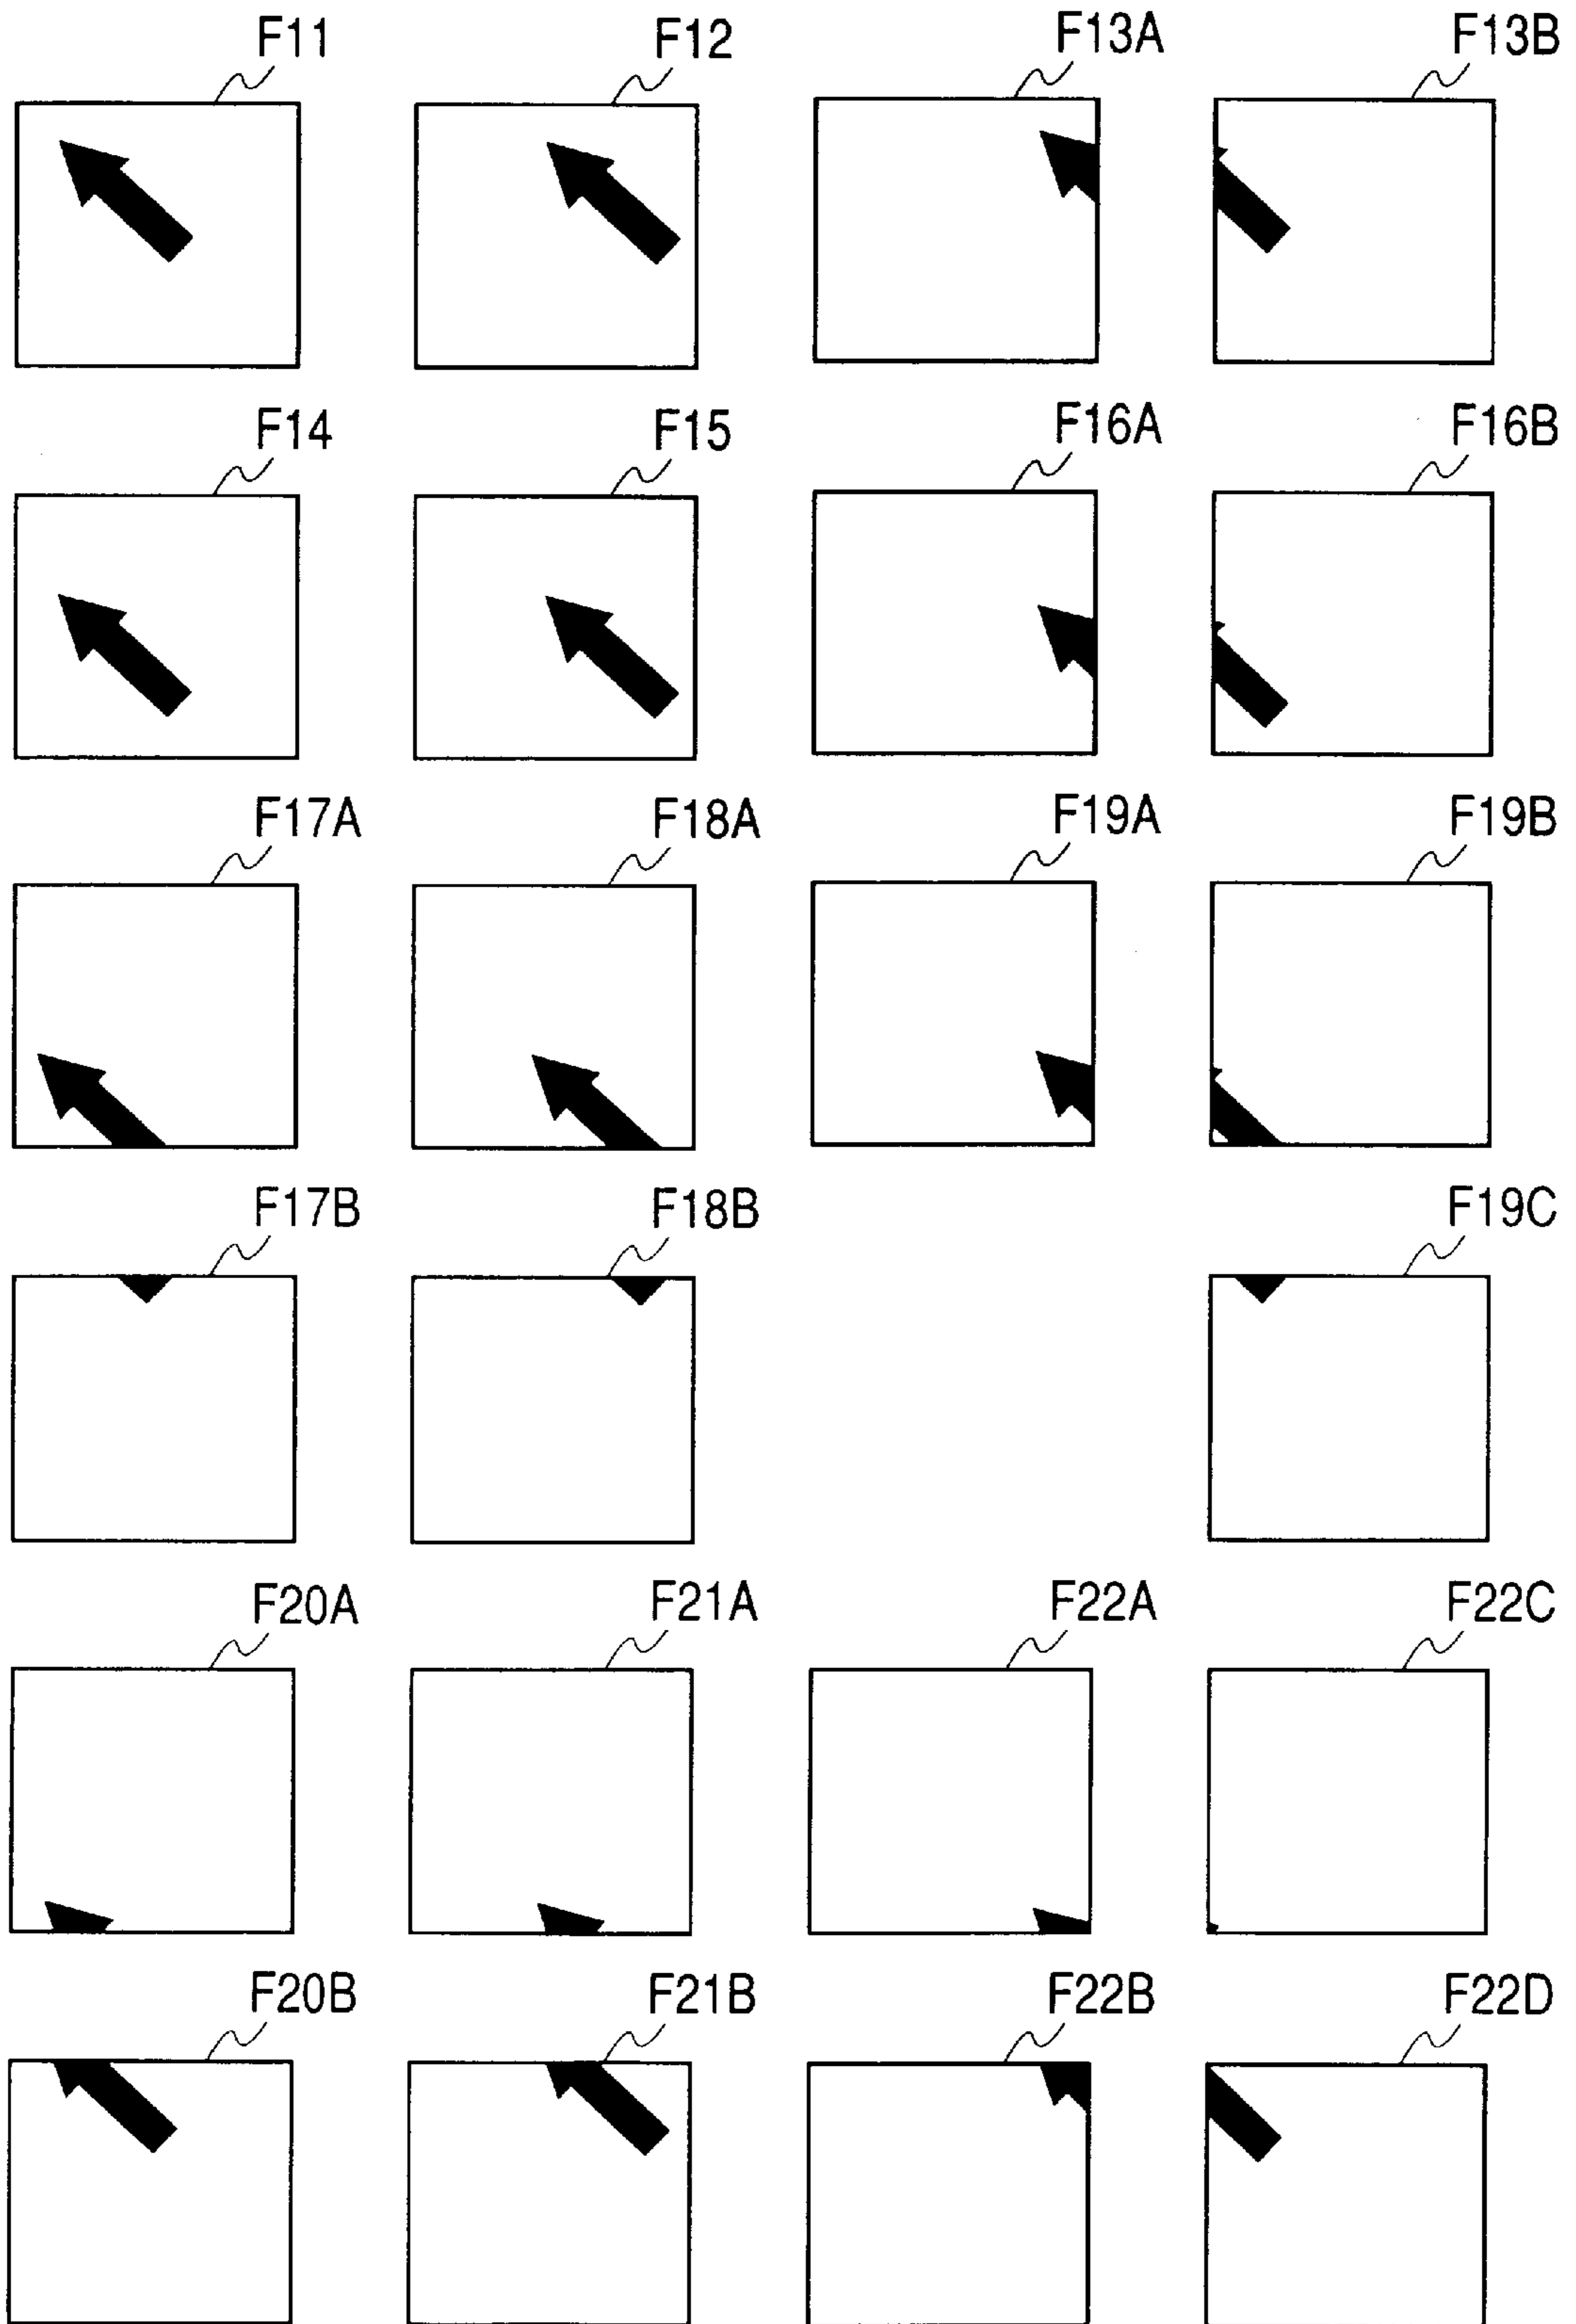 F11 F12 F13A F13B
F14 F15 F16A F16B
F17A F18A F19A F19B
F17B F18B F19C
F20A F21A F22A F22C
F20B F21B F22B F22D